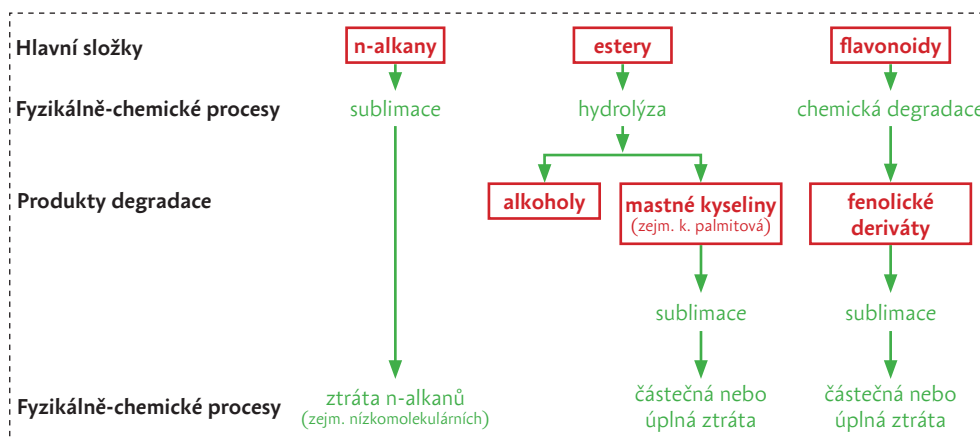 Hlavní složky n-alkany estery flavonoidy
Fyzikálně-chemické procesy sublimace hydrolýza chemická degradace
Produkty degradace alkoholy mastné kyseliny
(zejm. k. palmitová)
fenolické
deriváty
sublimace sublimace
Fyzikálně-chemické procesy ztráta n-alkanů
(zejm. nízkomolekulárních)
částečná nebo
úplná ztráta
částečná nebo
úplná ztráta